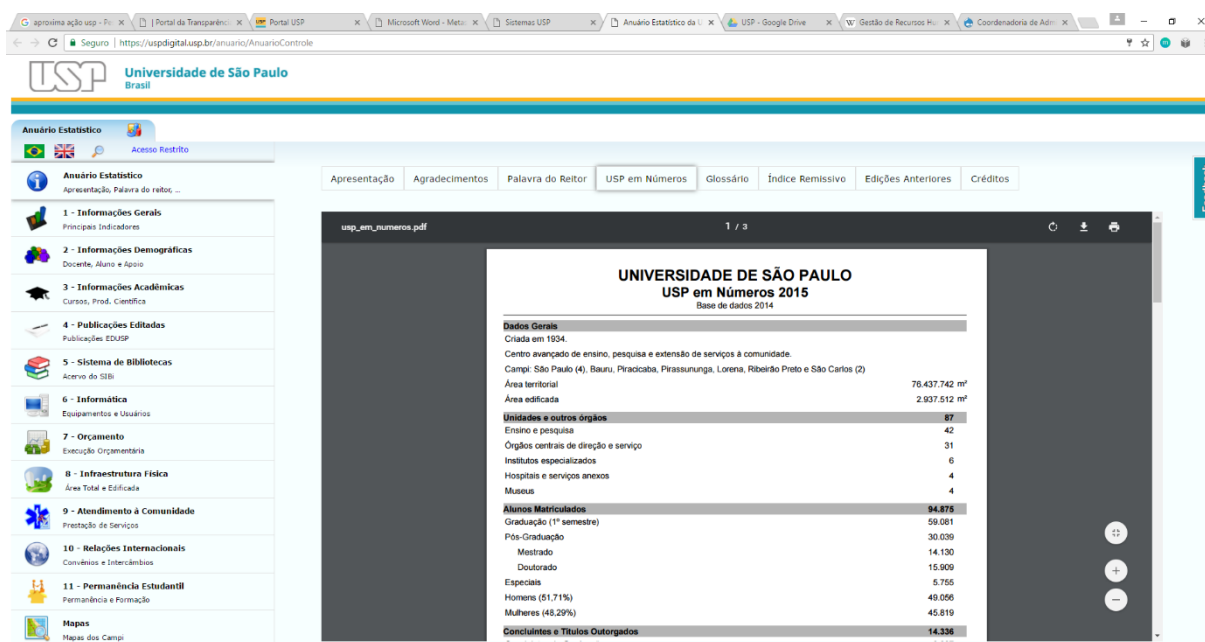 aproxima ação usp - Pe
| Portal da Transparênc
Portal USP
Microsoft Word - Meta
Sistemas USP
Anuário Estatístico da U
USP - Google Drive
Gestão de Recursos Hu
Coordenadoria de Admi
Seguro | https://uspdigital.usp.br/anuario/AnuarioControle
USP
Universidade de São Paulo
Brasil
Anuário Estatístico
Acesso Restrito
Anuário Estatístico
Apresentação, Palavra do reitor, ...
1 - Informações Gerais
Principais Indicadores
2 - Informações Demográficas
Docente, Aluno e Apoio
3 - Informações Acadêmicas
Cursos, Prod. Científica
4 - Publicações Editadas
Publicações EDUSP
5 - Sistema de Bibliotecas
Acervo do SIBi
6 - Informática
Equipamentos e Usuários
7 - Orçamento
Execução Orçamentária
8 - Infraestrutura Física
Área Total e Edificada
9 - Atendimento à Comunidade
Prestação de Serviços
10 - Relações Internacionais
Convênios e Intercâmbios
11 - Permanência Estudantil
Permanência e Formação
Mapas
Mapas dos Campi
Apresentação Agradecimentos Palavra do Reitor USP em Números Glossário Índice Remissivo Edições Anteriores Créditos
usp_em_numeros.pdf 1 / 3
UNIVERSIDADE DE SÃO PAULO
USP em Números 2015
Base de dados 2014
Dados Gerais
Criada em 1934.
Centro avançado de ensino, pesquisa e extensão de serviços à comunidade.
Campi: São Paulo (4), Bauru, Piracicaba, Pirassununga, Lorena, Ribeirão Preto e São Carlos (2)
Área territorial 76.437.742 m²
Área edificada 2.937.512 m²
Unidades e outros órgãos 87
Ensino e pesquisa 42
Órgãos centrais de direção e serviço 31
Institutos especializados 6
Hospitais e serviços anexos 4
Museus 4
Alunos Matriculados 94.875
Graduação (1º semestre) 59.081
Pós-Graduação 30.039
Mestrado 14.130
Doutorado 15.909
Especiais 5.755
Homens (51,71%) 49.056
Mulheres (48,29%) 45.819
Concluintes e Títulos Outorgados 14.336